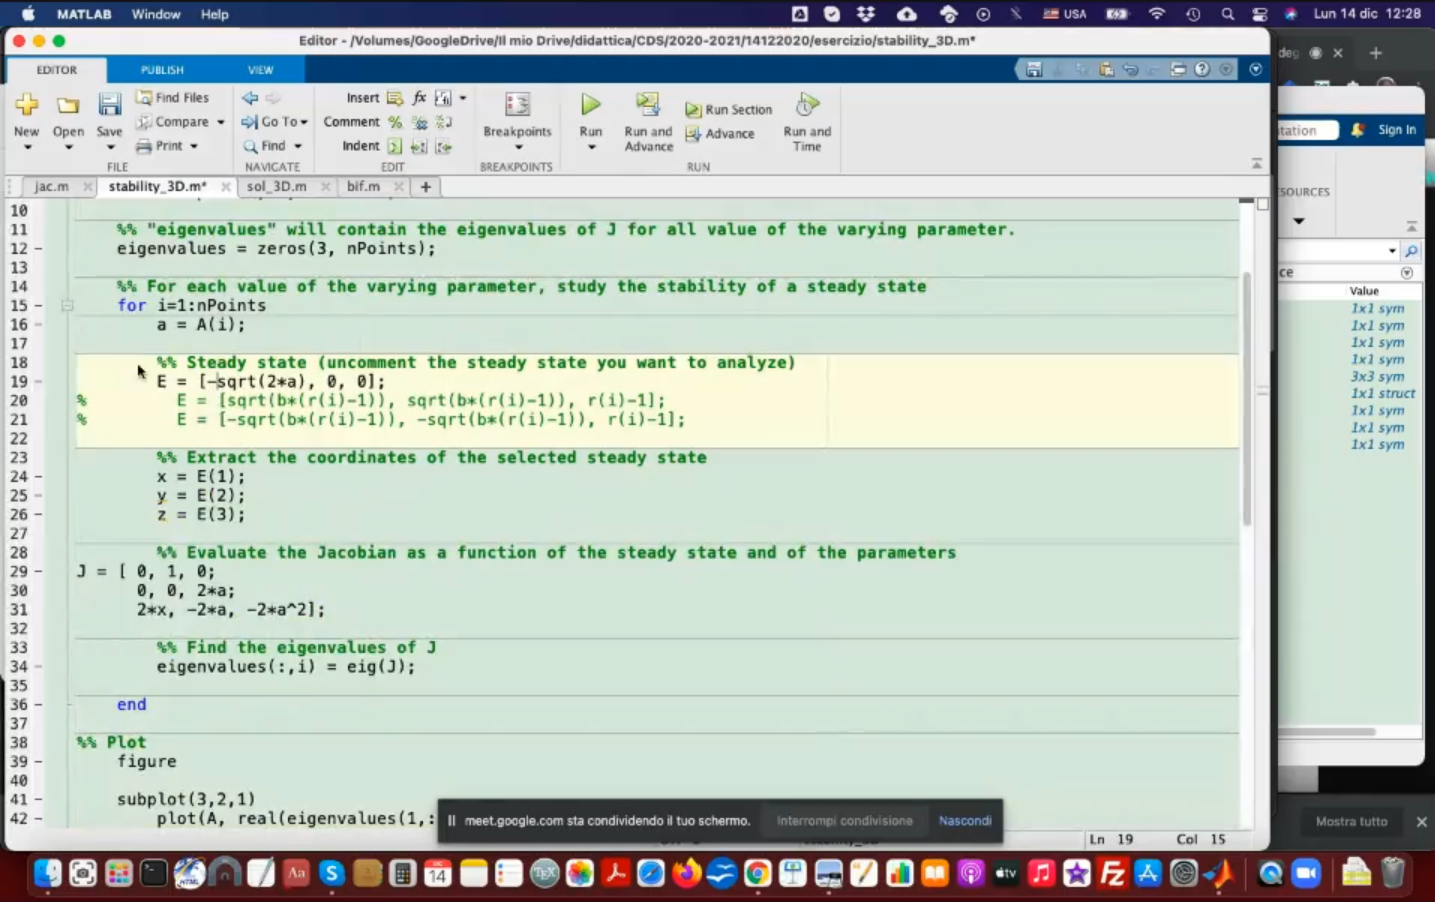 MATLAB Window Help USA Lun 14 dic 12:28
Editor - /Volumes/GoogleDrive/Il mio Drive/didattica/CDS/2020-2021/14122020/esercizio/stability_3D.m*
deg
EDITOR PUBLISH VIEW
New Open Save Find Files Compare Print
Go To Find
Insert fx
Comment
Indent
Breakpoints
Run
Run and Advance
Run Section
Advance
Run and Time
tation Sign In
FILE NAVIGATE EDIT BREAKPOINTS RUN
SOURCES
jac.m stability_3D.m* sol_3D.m bif.m +
10
11 %% "eigenvalues" will contain the eigenvalues of J for all value of the varying parameter.
12 - eigenvalues = zeros(3, nPoints);
13
14 %% For each value of the varying parameter, study the stability of a steady state
15 - for i=1:nPoints
16 - a = A(i);
17
18 %% Steady state (uncomment the steady state you want to analyze)
19 - E = [-sqrt(2*a), 0, 0];
20 % E = [sqrt(b*(r(i)-1)), sqrt(b*(r(i)-1)), r(i)-1];
21 % E = [-sqrt(b*(r(i)-1)), -sqrt(b*(r(i)-1)), r(i)-1];
22
23 %% Extract the coordinates of the selected steady state
24 - x = E(1);
25 - y = E(2);
26 - z = E(3);
27
28 %% Evaluate the Jacobian as a function of the steady state and of the parameters
29 - J = [ 0, 1, 0;
30 0, 0, 2*a;
31 2*x, -2*a, -2*a^2];
32
33 %% Find the eigenvalues of J
34 - eigenvalues(:,i) = eig(J);
35
36 - end
37
38 %% Plot
39 - figure
40
41 - subplot(3,2,1)
42 - plot(A, real(eigenvalues(1,:
ce
Value
1x1 sym
1x1 sym
1x1 sym
1x1 sym
3x3 sym
1x1 struct
1x1 sym
1x1 sym
1x1 sym
meet.google.com sta condividendo il tuo schermo. Interrompi condivisione Nascondi
Ln 19 Col 15
Mostra tutto
DIC
14
HTML
Aa
TEX
tv
FZ